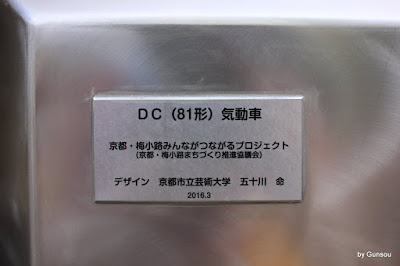 DC(81形)気動車
京都・梅小路みんながつながるプロジェクト
(京都・梅小路まちづくり推進協議会)
デザイン 京都市立芸術大学 五十川 命
2016.3
by Gunsou